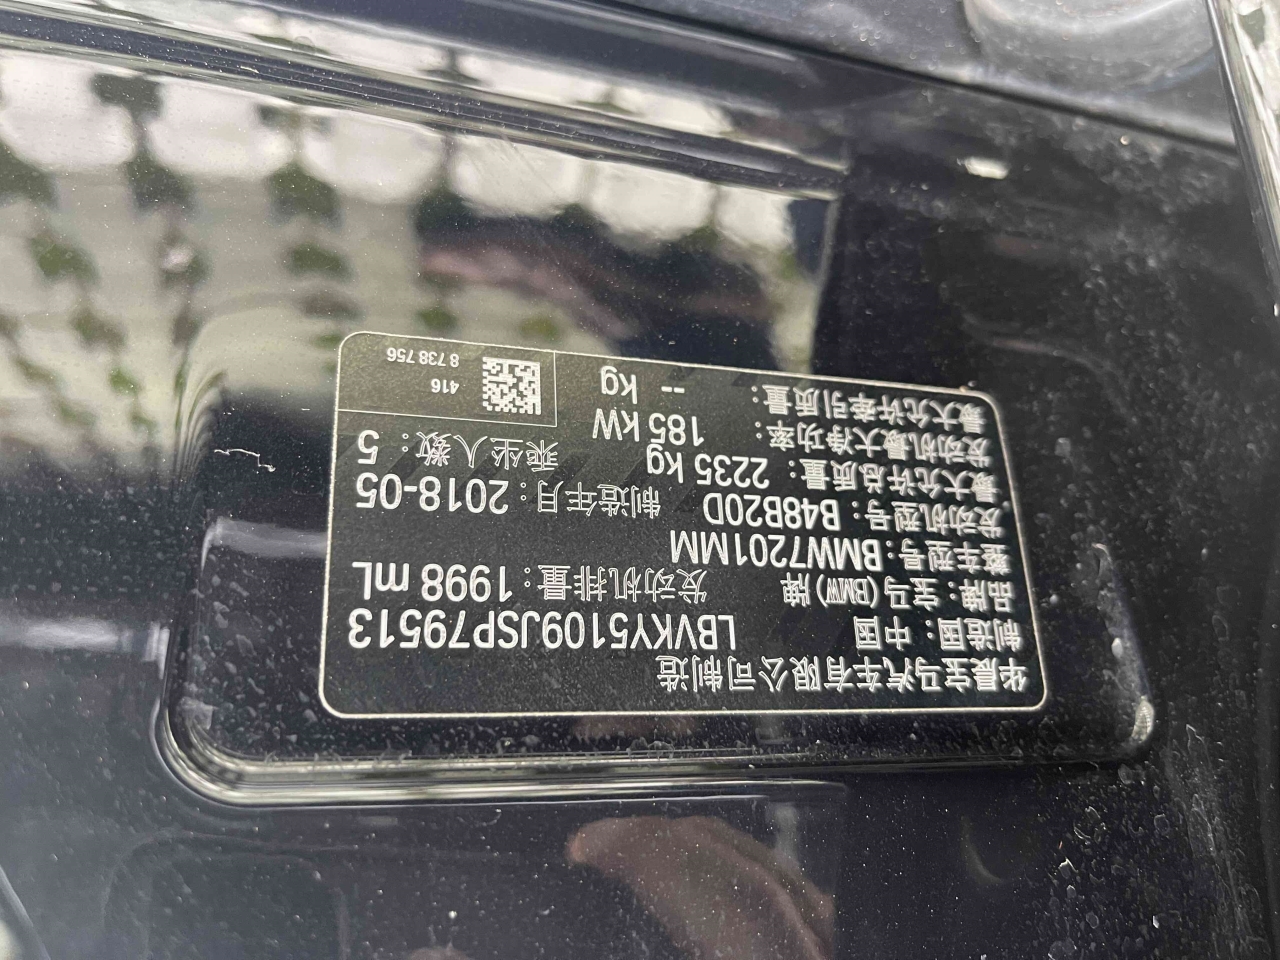 华晨宝马汽车有限公司制造
制造国：中国 LBVKY5109JSP79513
品牌：宝马(BMW)牌 发动机排量：1998 mL
整车型号：BMW7201MM
发动机型号：B48B20D 制造年月：2018-05
最大允许总质量：2235 kg 乘坐人数：5
发动机最大净功率：185 kW
最大允许牵引质量：-- kg
416
8 738 756